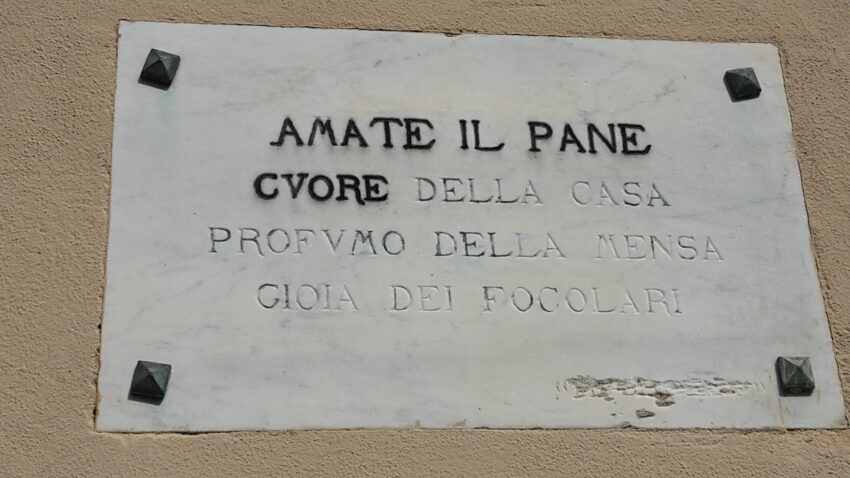 AMATE IL PANE
CVORE DELLA CASA
PROFVMO DELLA MENSA
GIOIA DEI FOCOLARI